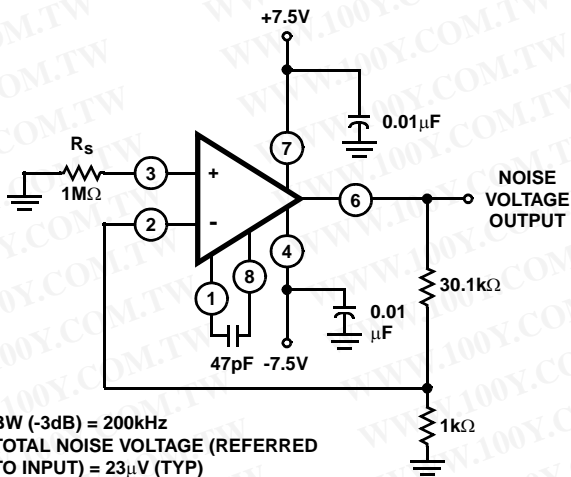 +7.5V
0.01μF
7
Rs
1MΩ
3
+
2
-
6
NOISE
VOLTAGE
OUTPUT
4
8
1
30.1kΩ
0.01
μF
47pF
-7.5V
1kΩ
BW (-3dB) = 200kHz
TOTAL NOISE VOLTAGE (REFERRED
TO INPUT) = 23μV (TYP)
WWW.100Y.COM.TW